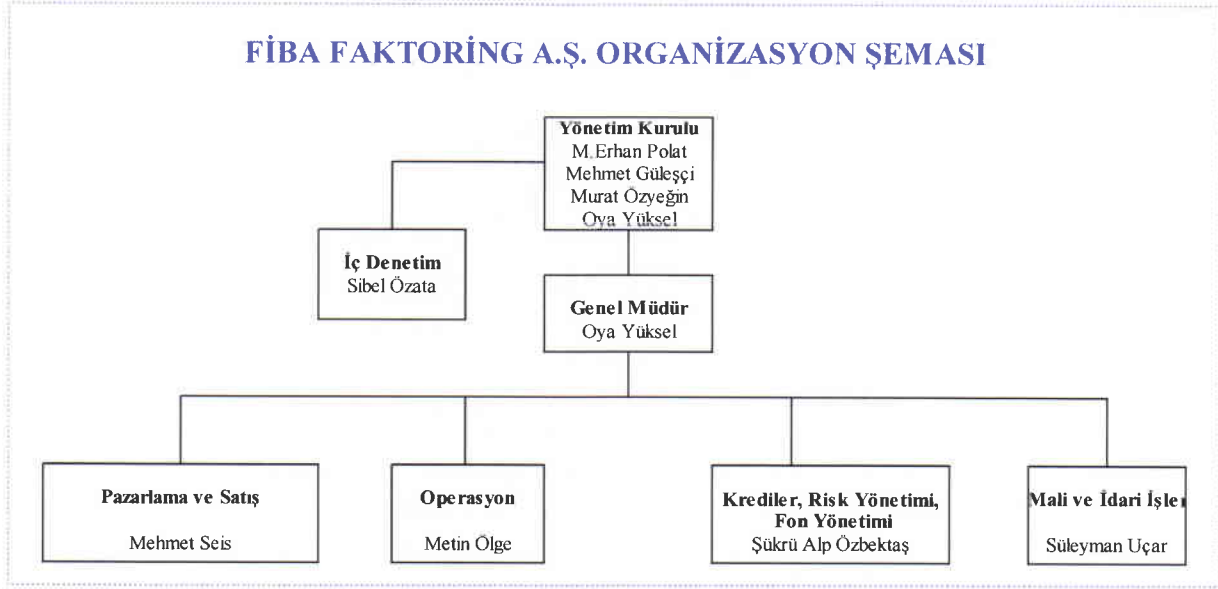 FİBA FAKTORİNG A.Ş. ORGANİZASYON ŞEMASI
Yönetim Kurulu
M.Erhan Polat
Mehmet Güleşçi
Murat Özyeğin
Oya Yüksel
İç Denetim
Sibel Özata
Genel Müdür
Oya Yüksel
Pazarlama ve Satış
Mehmet Seis
Operasyon
Metin Ölge
Krediler, Risk Yönetimi,
Fon Yönetimi
Şükrü Alp Özbektaş
Mali ve İdari İşler
Süleyman Uçar